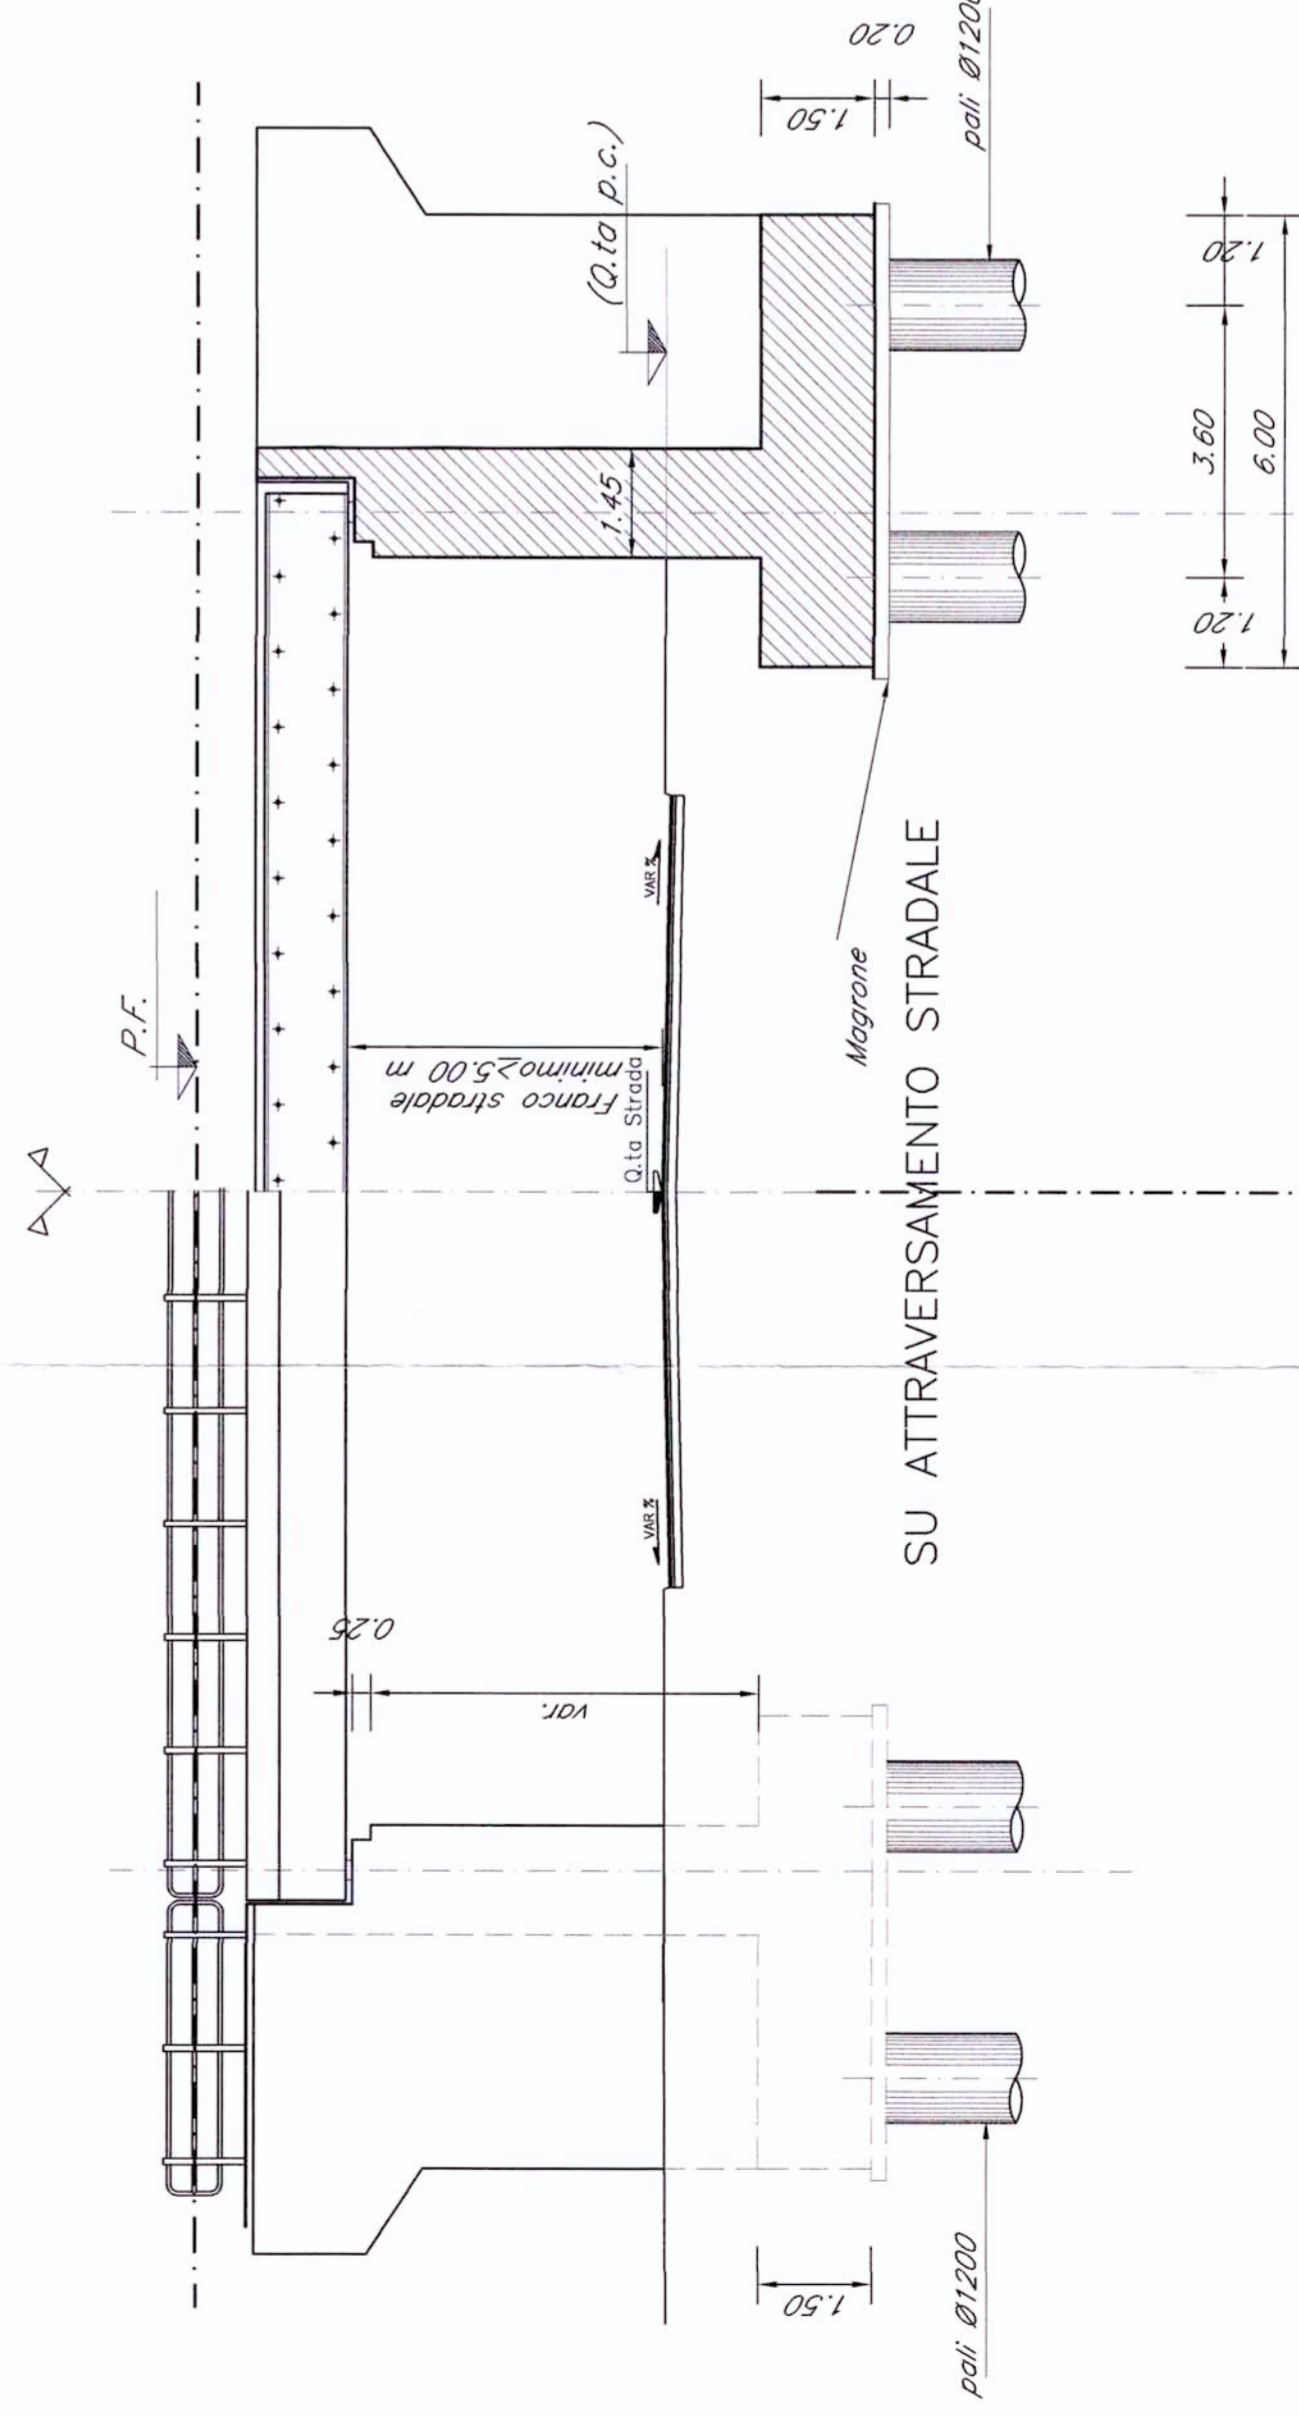 P.F.
Franco stradale
minimo≥5.00 m
Q.ta Strada
VAR %
VAR %
0.25
var.
1.45
(Q.ta p.c.)
1.50
0.20
1.50
pali Ø1200
pali Ø1200
Magrone
1.20
3.60
1.20
6.00
SU ATTRAVERSAMENTO STRADALE